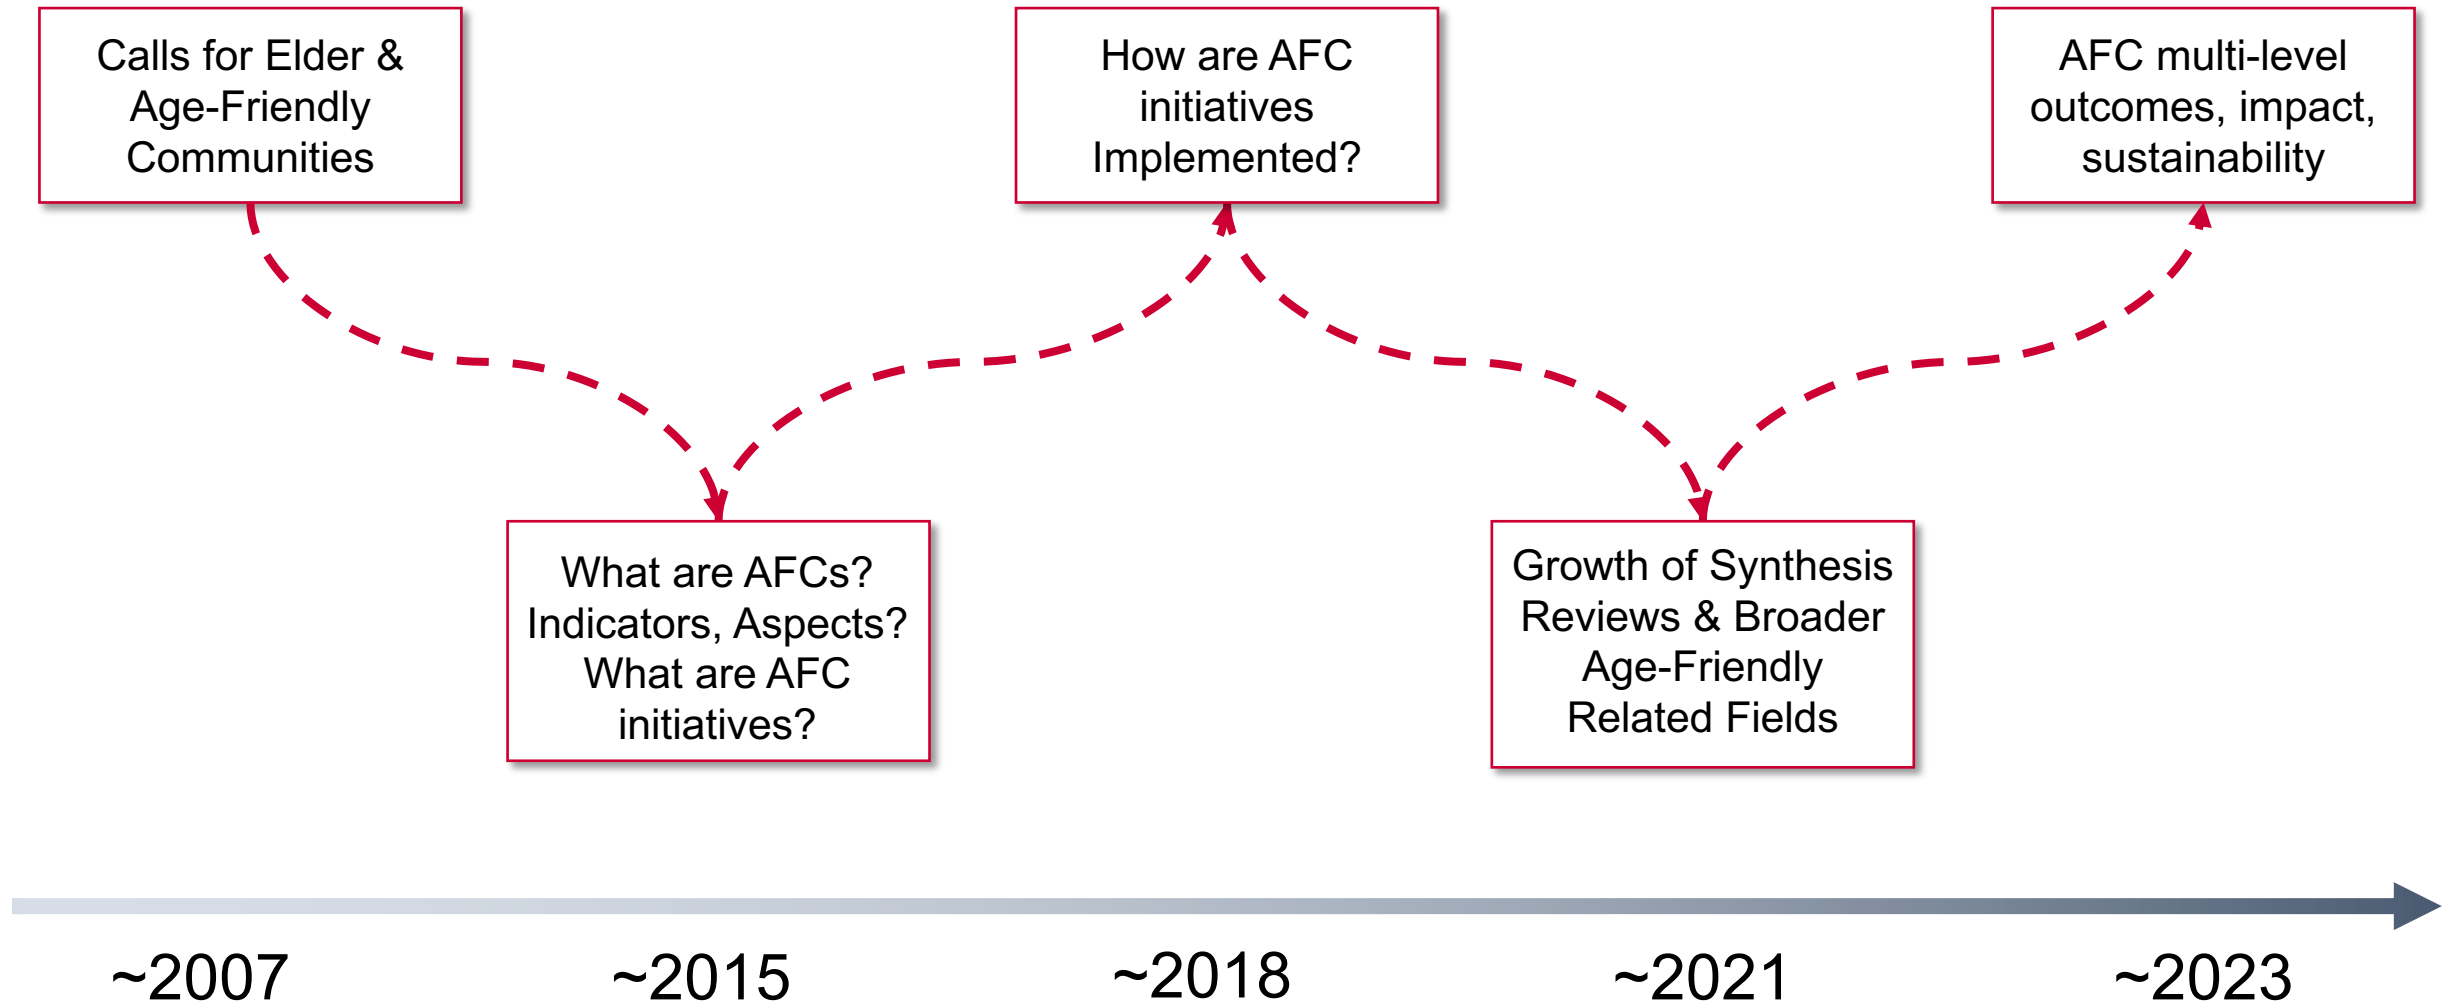 Calls for Elder &
Age-Friendly
Communities
How are AFC
initiatives
Implemented?
AFC multi-level
outcomes, impact,
sustainability
What are AFCs?
Indicators, Aspects?
What are AFC
initiatives?
Growth of Synthesis
Reviews & Broader
Age-Friendly
Related Fields
~2007
~2015
~2018
~2021
~2023